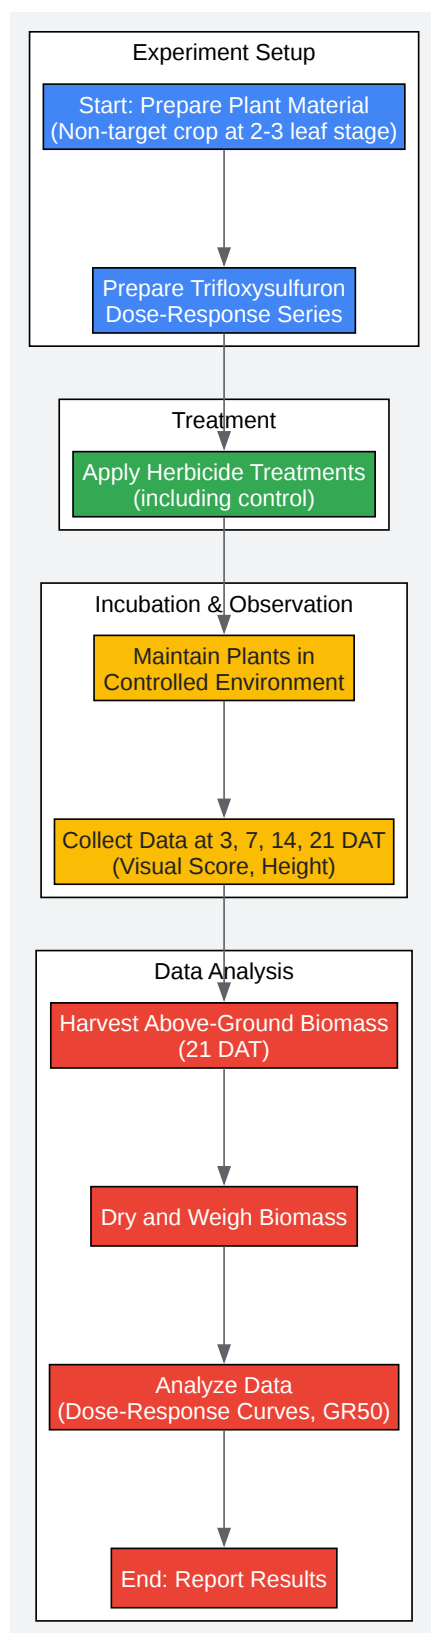 Experiment Setup
Start: Prepare Plant Material
(Non-target crop at 2-3 leaf stage)
Prepare Trifloxysulfuron
Dose-Response Series
Treatment
Apply Herbicide Treatments
(including control)
Incubation & Observation
Maintain Plants in
Controlled Environment
Collect Data at 3, 7, 14, 21 DAT
(Visual Score, Height)
Data Analysis
Harvest Above-Ground Biomass
(21 DAT)
Dry and Weigh Biomass
Analyze Data
(Dose-Response Curves, GR50)
End: Report Results